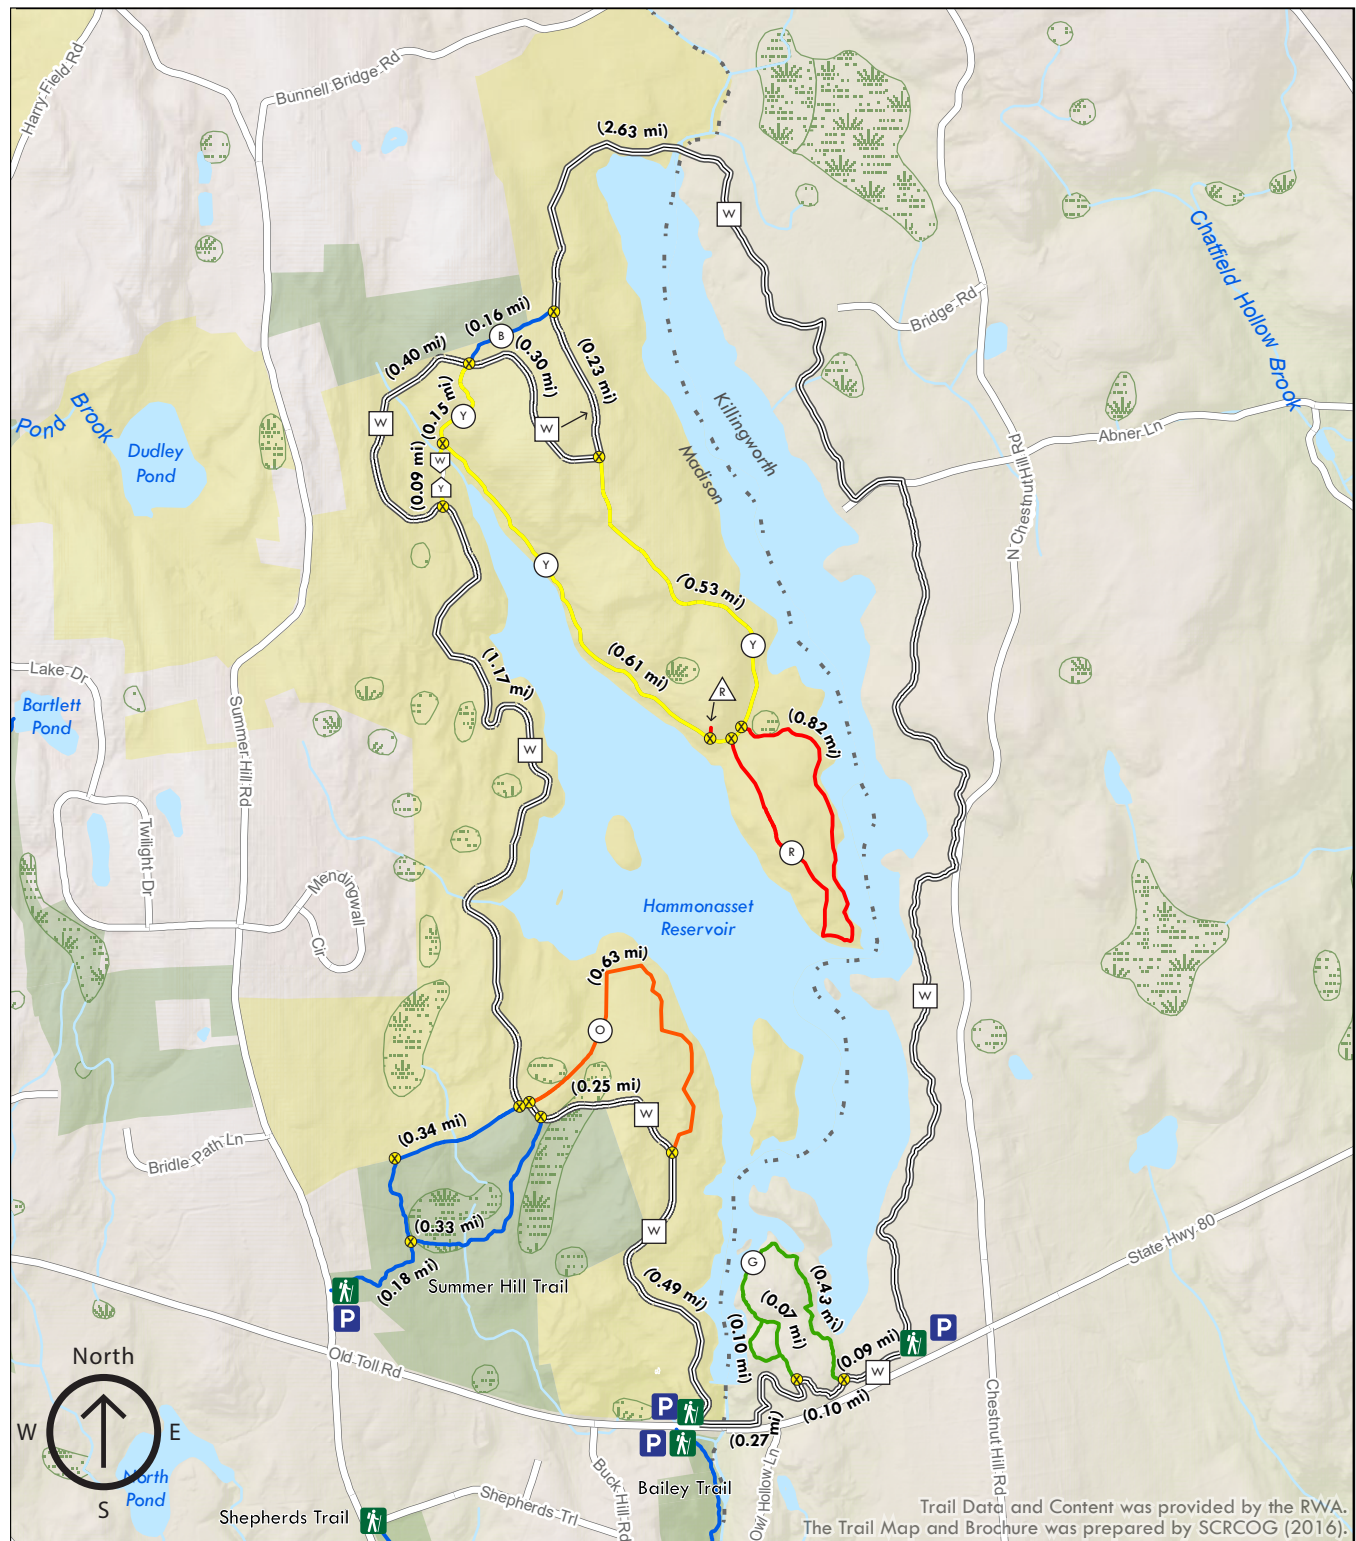 Harry Field Rd
Bunnell Bridge Rd
(2.63 mi)
W
Chatfield Hollow Brook
Bridge Rd
(0.16 mi)
B
(0.40 mi)
(0.30 mi)
(0.23 mi)
(0.15 mi)
W
Y
W
Killingworth
Madison
Abner Ln
N Chestnut Hill Rd
Pond Brook
Dudley
Pond
(0.09 mi)
W
Y
Y
(0.53 mi)
Y
(0.61 mi)
R
(0.82 mi)
(1.17 mi)
W
Lake Dr
Bartlett
Pond
Summer Hill Rd
Twilight Dr
Mendingwall
Cir
R
Hammonasset
Reservoir
(0.63 mi)
O
W
(0.25 mi)
W
(0.34 mi)
Bridle Path Ln
(0.33 mi)
W
(0.18 mi)
Summer Hill Trail
P
(0.49 mi)
G
(0.43 mi)
(0.07 mi)
(0.10 mi)
(0.09 mi)
W
P
State Hwy 80
Old Toll Rd
(0.10 mi)
(0.27 mi)
P
P
Bailey Trail
Chestnut Hill Rd
Owl Hollow Ln
Buck Hill Rd
Shepherds Trl
Shepherds Trail
North
W
E
S
North
Pond
Trail Data and Content was provided by the RWA.
The Trail Map and Brochure was prepared by SCRCOG (2016).